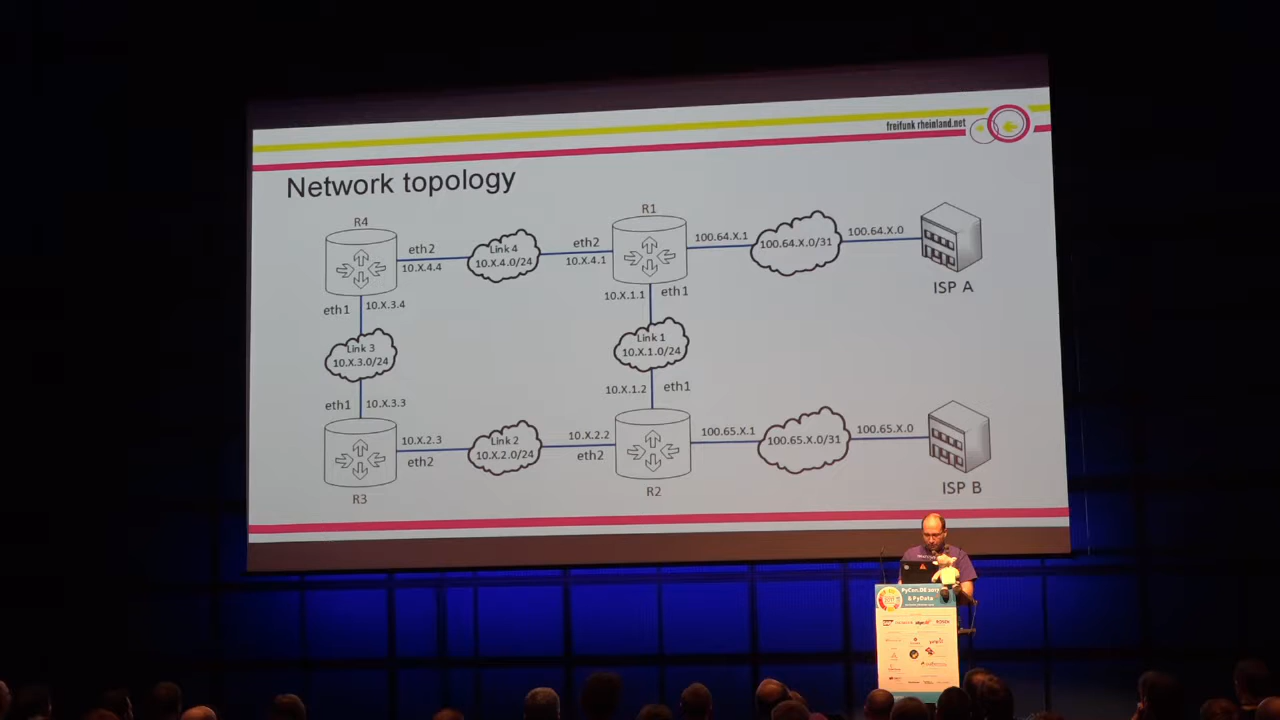 freifunk rheinland.net
Network topology
R4
eth2
10.X.4.4
Link 4
10.X.4.0/24
eth2
10.X.4.1
R1
100.64.X.1
100.64.X.0/31
100.64.X.0
ISP A
eth1
10.X.3.4
10.X.1.1
eth1
Link 3
10.X.3.0/24
Link 1
10.X.1.0/24
eth1
10.X.3.3
10.X.1.2
eth1
10.X.2.3
eth2
R3
Link 2
10.X.2.0/24
10.X.2.2
eth2
R2
100.65.X.1
100.65.X.0/31
100.65.X.0
ISP B
PyCon.DE 2017
& PyData